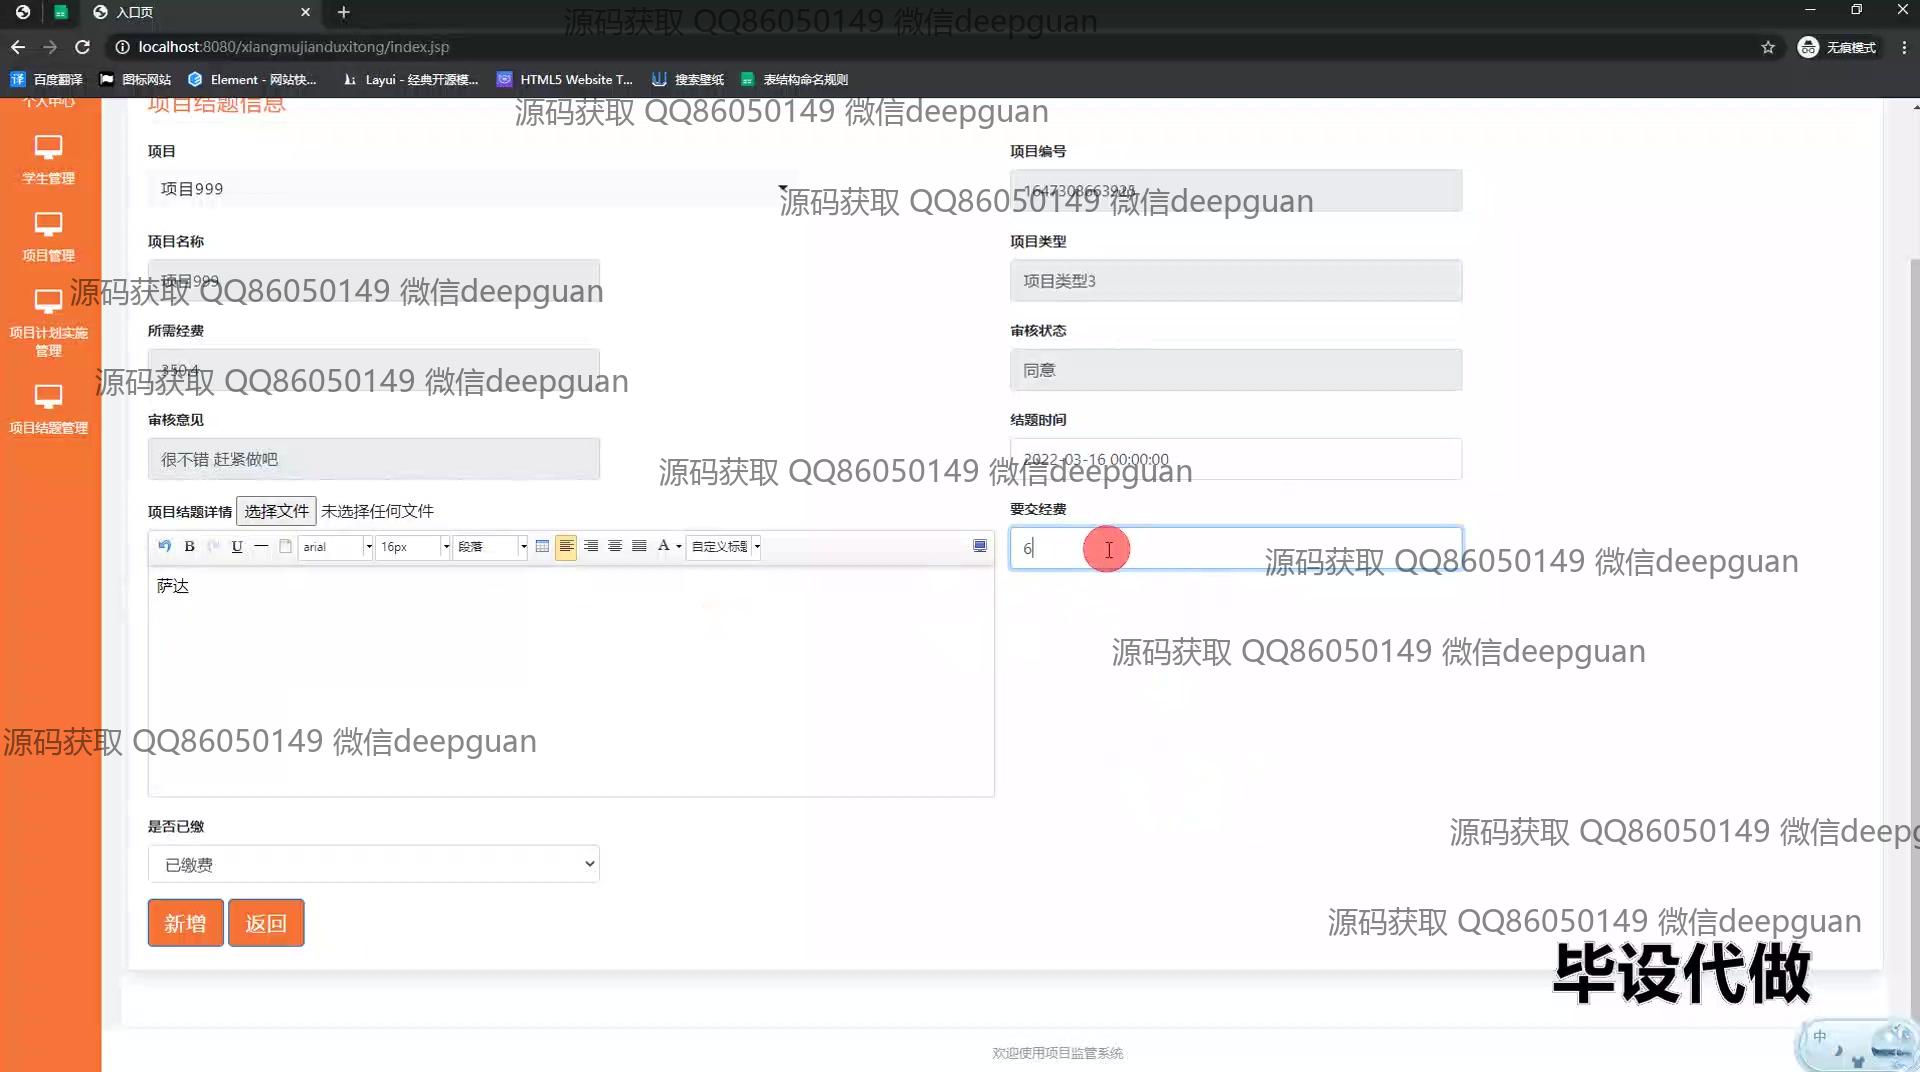 入口页
源码获取 QQ86050149 微信deepguan
localhost:8080/xiangmujianduxitong/index.jsp
无痕模式
百度翻译 图标网站 Element - 网站快... Layui - 经典开源模... HTML5 Website T... 搜索壁纸 表结构命名规则
个人中心
项目结题信息
源码获取 QQ86050149 微信deepguan
项目 项目编号
学生管理
项目999 1647308663925
源码获取 QQ86050149 微信deepguan
项目名称 项目类型
项目管理
项目999 项目类型3
源码获取 QQ86050149 微信deepguan
所需经费 审核状态
项目计划实施
管理
350.4 同意
源码获取 QQ86050149 微信deepguan
审核意见 结题时间
项目结题管理
很不错 赶紧做吧 2022-03-16 00:00:00
源码获取 QQ86050149 微信deepguan
项目结题详情 选择文件 未选择任何文件 要交经费
B U arial 16px 段落 A 自定义标题 6
源码获取 QQ86050149 微信deepguan
萨达
源码获取 QQ86050149 微信deepguan
源码获取 QQ86050149 微信deepguan
是否已缴
源码获取 QQ86050149 微信deepg
已缴费
新增 返回
源码获取 QQ86050149 微信deepguan
毕设代做
欢迎使用项目监管系统
中